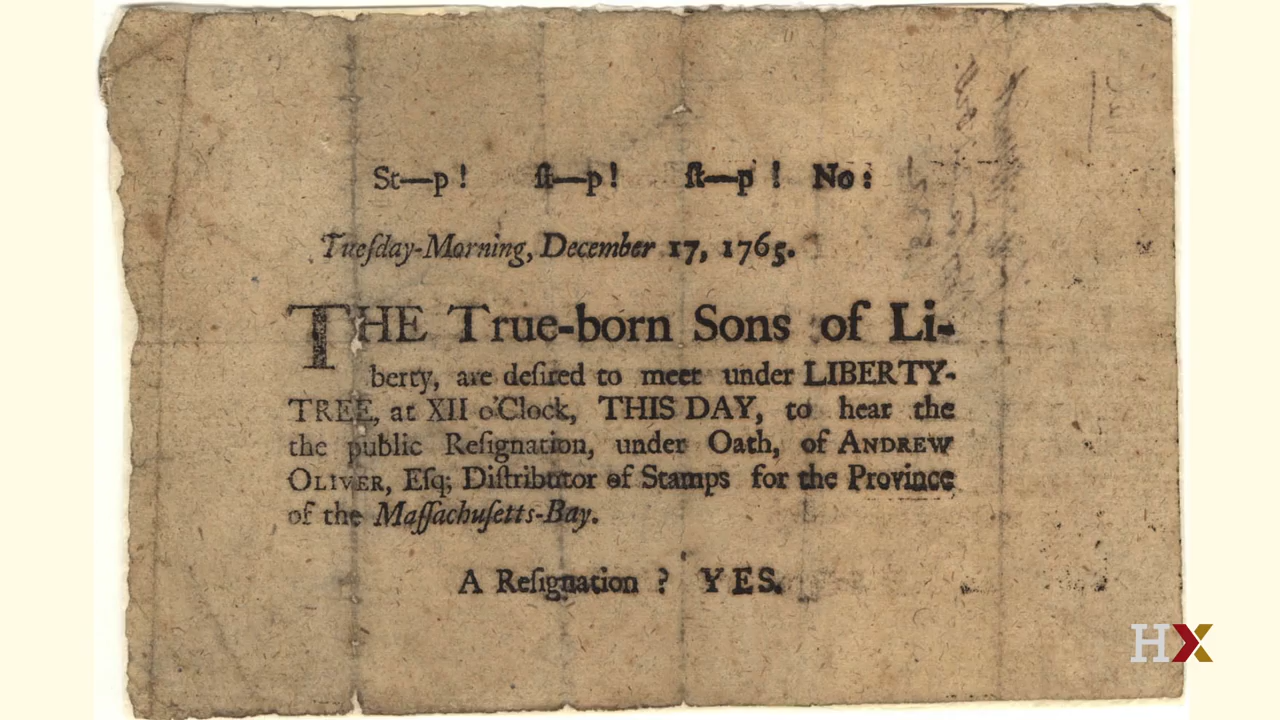 St—p! ſt—p! ſt—p! No:
Tueſday-Morning, December 17, 1765.
THE True-born Sons of Li-
berty, are deſired to meet under LIBERTY-
TREE, at XII o'Clock, THIS DAY, to hear the
the public Reſignation, under Oath, of ANDREW
OLIVER, Eſq; Diſtributor of Stamps for the Province
of the Maſſachuſetts-Bay.
A Reſignation ? YES.
HX